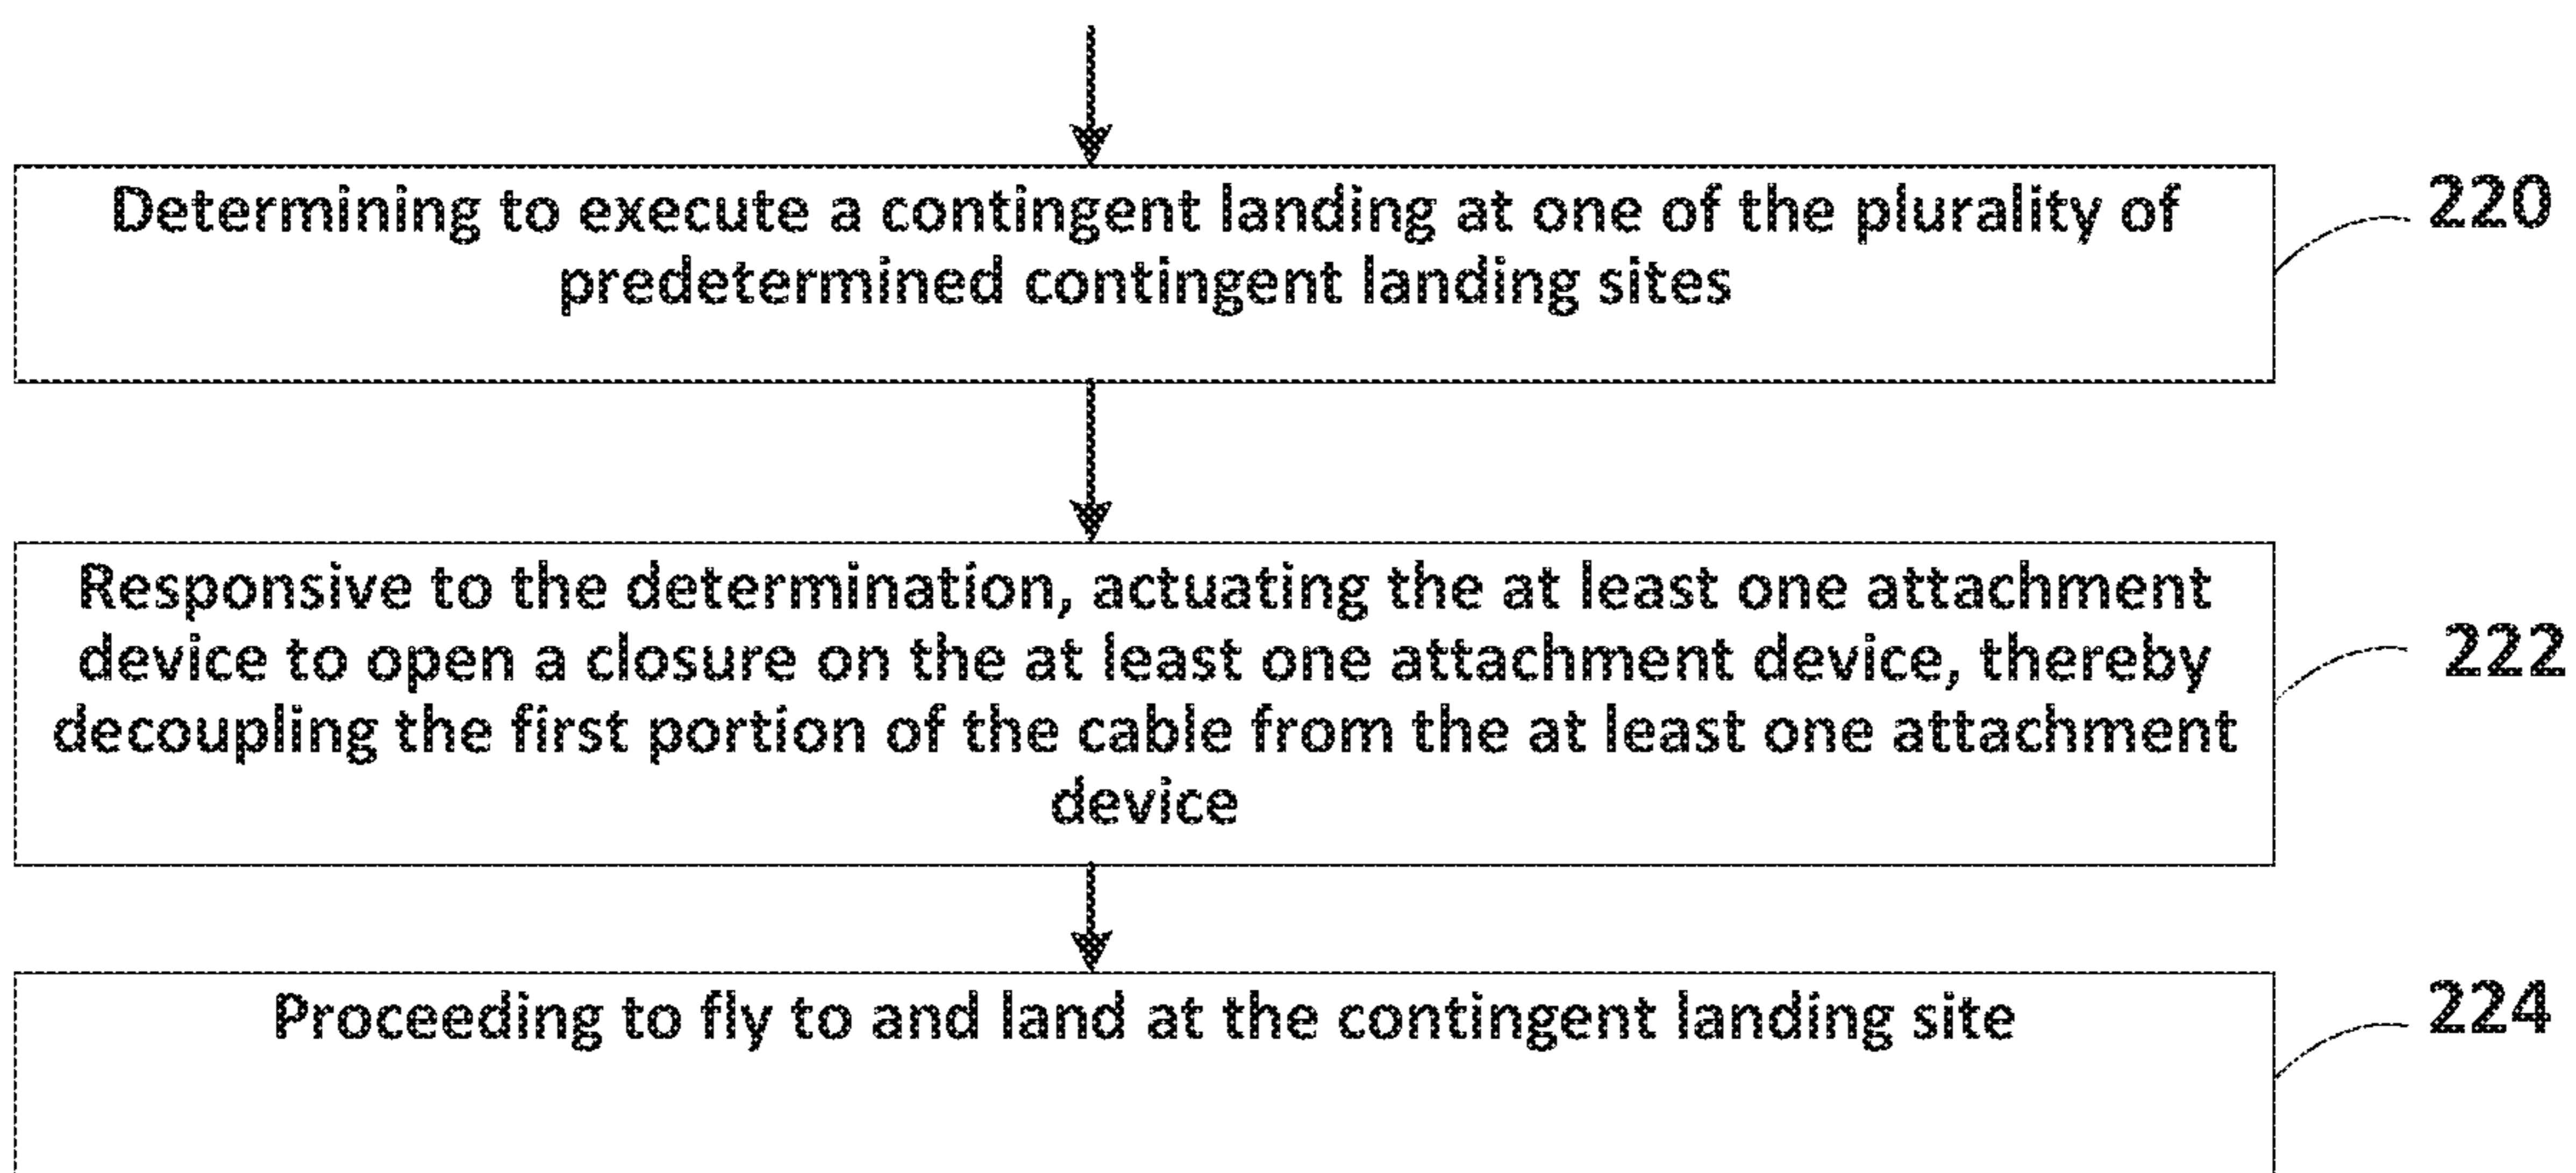 Determining to execute a contingent landing at one of the plurality of
predetermined contingent landing sites
220
Responsive to the determination, actuating the at least one attachment
device to open a closure on the at least one attachment device, thereby
decoupling the first portion of the cable from the at least one attachment
device
222
Proceeding to fly to and land at the contingent landing site
224